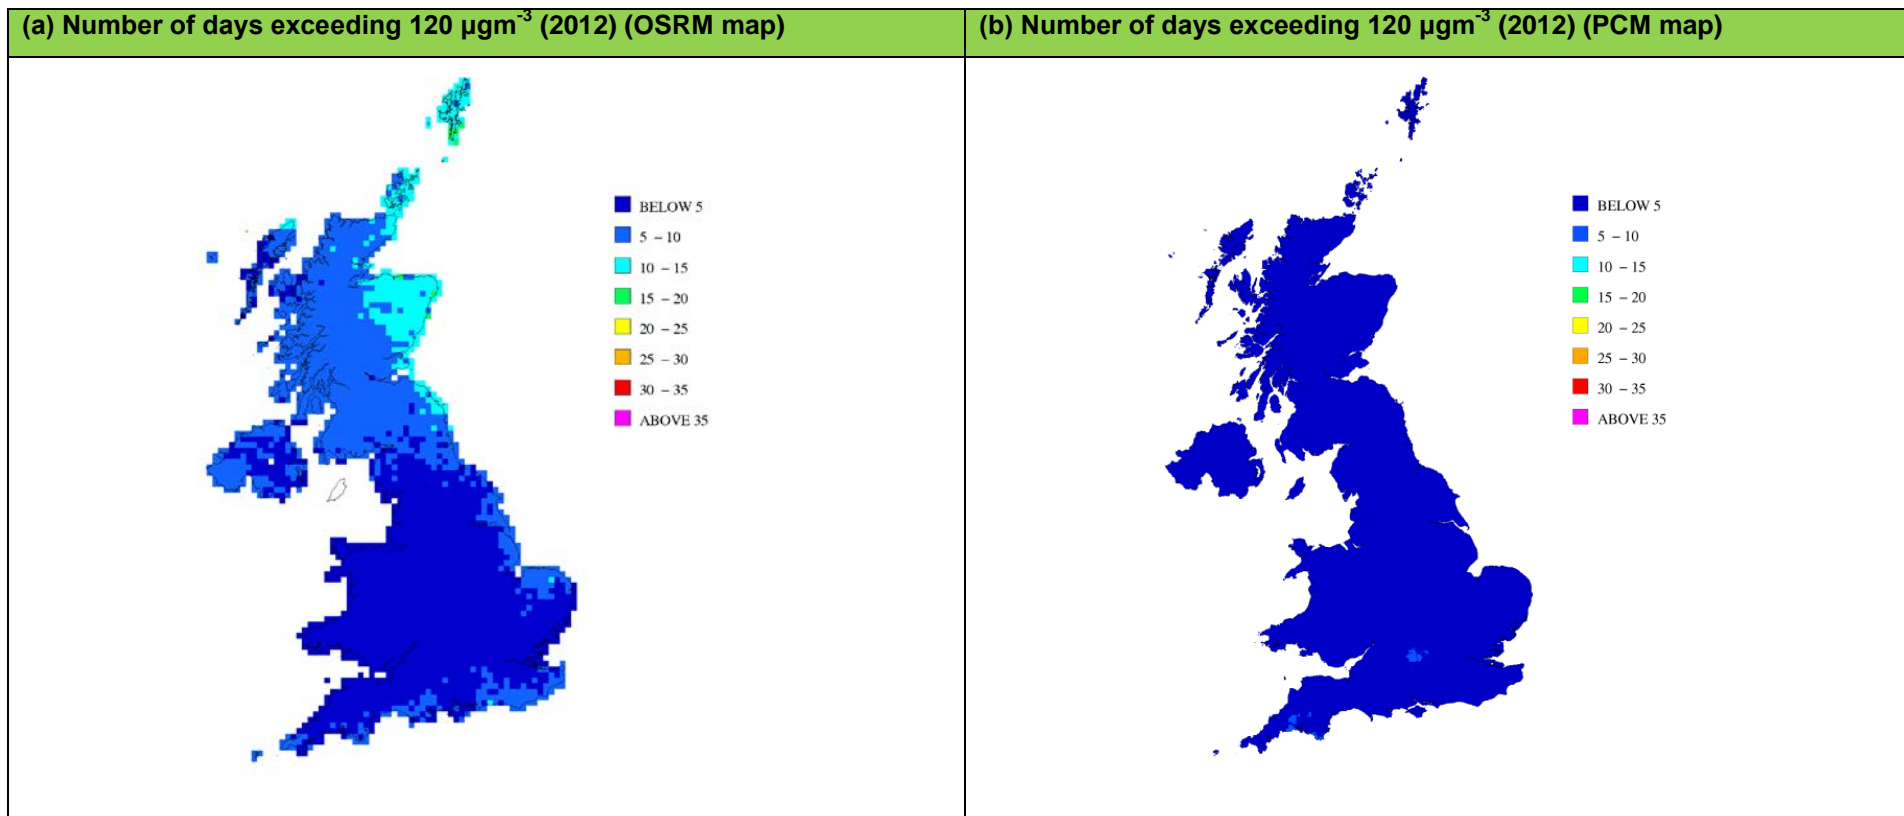 (a) Number of days exceeding 120 µgm-3 (2012) (OSRM map)
(b) Number of days exceeding 120 µgm-3 (2012) (PCM map)
BELOW 5
5 – 10
10 – 15
15 – 20
20 – 25
25 – 30
30 – 35
ABOVE 35
BELOW 5
5 – 10
10 – 15
15 – 20
20 – 25
25 – 30
30 – 35
ABOVE 35